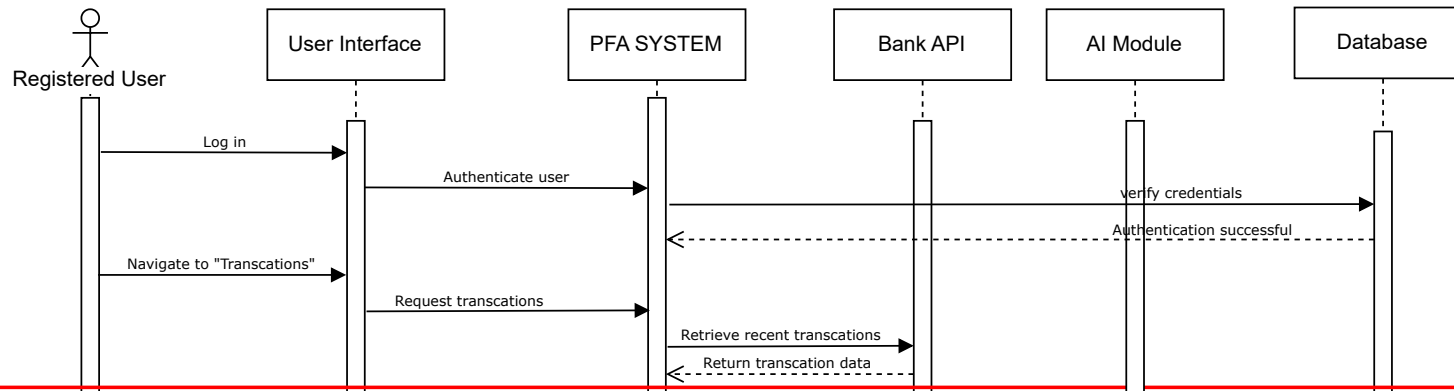 Registered User
User Interface
PFA SYSTEM
Bank API
AI Module
Database
Log in
Authenticate user
verify credentials
Authentication successful
Navigate to "Transcations"
Request transcations
Retrieve recent transcations
Return transcation data